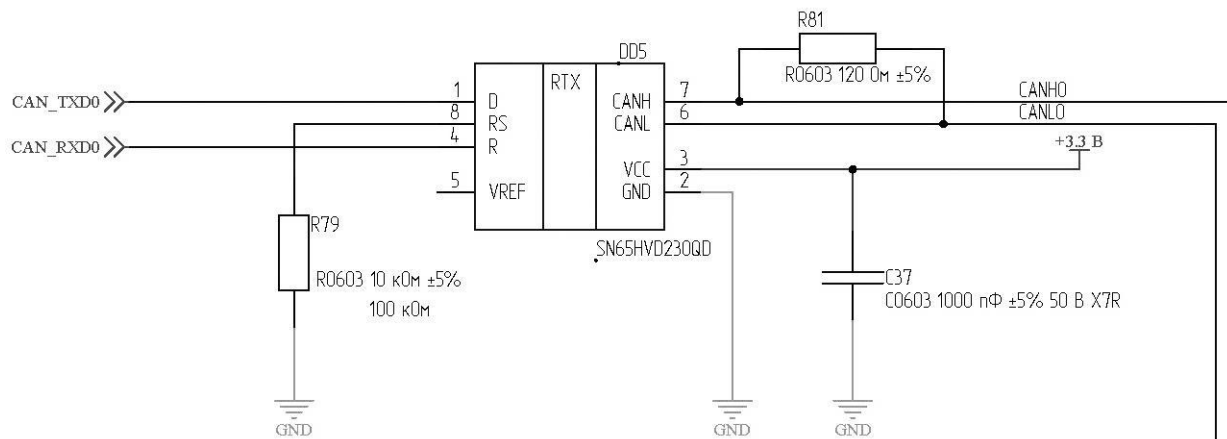 R81
DD5
RTX
R0603 120 Ом ±5%
CAN_TXD0
1
D
CANH
7
CANH0
8
RS
CANL
6
CANL0
CAN_RXD0
4
R
+3.3 В
VCC
3
5
VREF
GND
2
R79
SN65HVD230QD
R0603 10 кОм ±5%
100 кОм
C37
C0603 1000 пФ ±5% 50 В X7R
GND
GND
GND